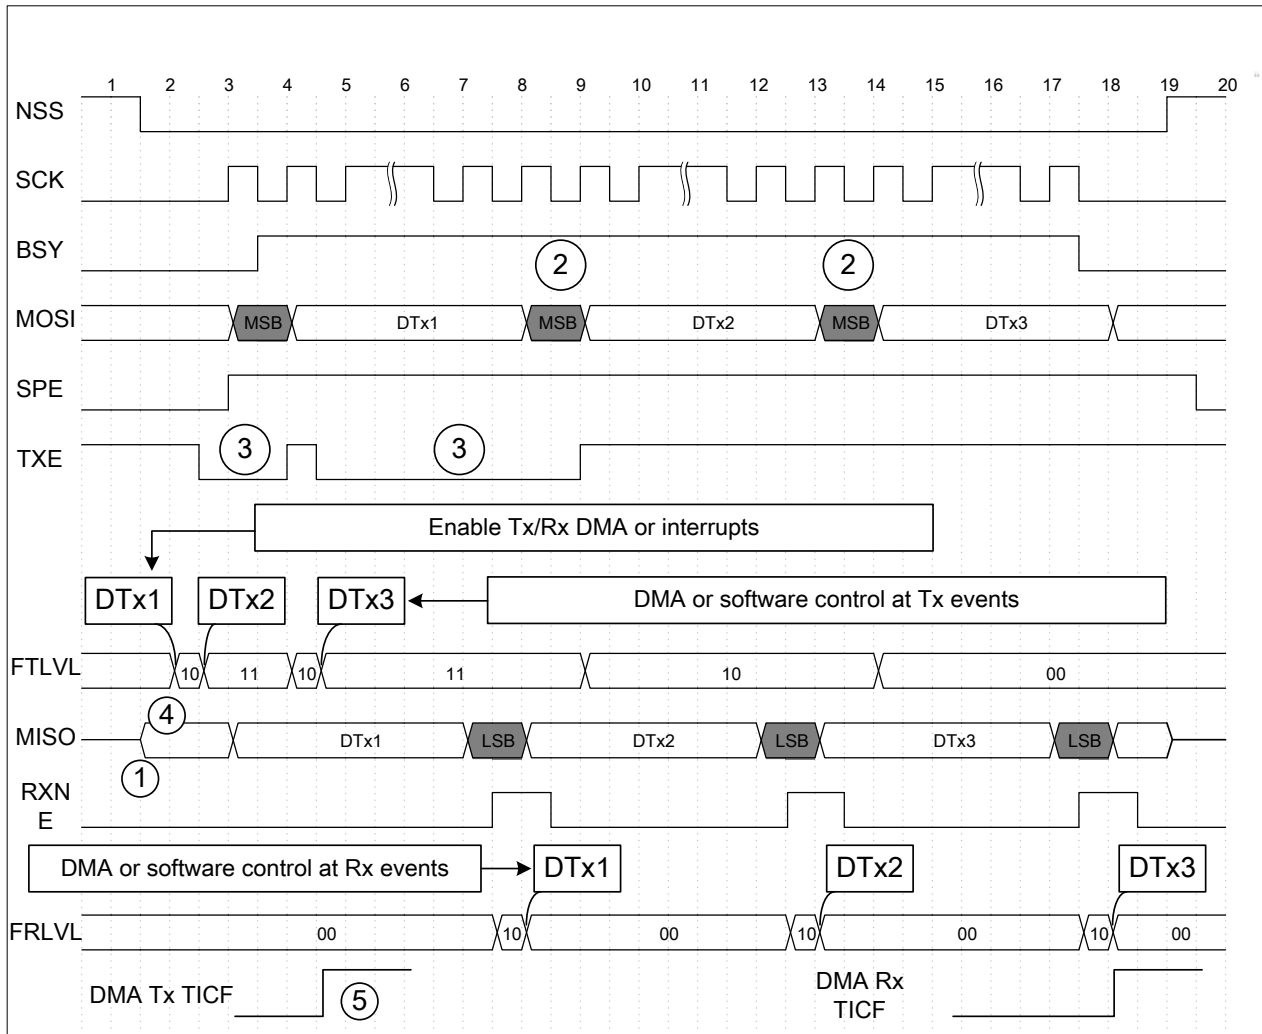 1 2 3 4 5 6 7 8 9 10 11 12 13 14 15 16 17 18 19 20
NSS
SCK
BSY
2 2
MOSI MSB DTx1 MSB DTx2 MSB DTx3
SPE
TXE 3 3
Enable Tx/Rx DMA or interrupts
DTx1 DTx2 DTx3 DMA or software control at Tx events
FTLVL 10 11 10 11 10 00
4
MISO DTx1 LSB DTx2 LSB DTx3 LSB
1
RXN
E
DMA or software control at Rx events DTx1 DTx2 DTx3
FRLVL 00 10 00 10 00 10 00
DMA Tx TICF 5 DMA Rx
TICF